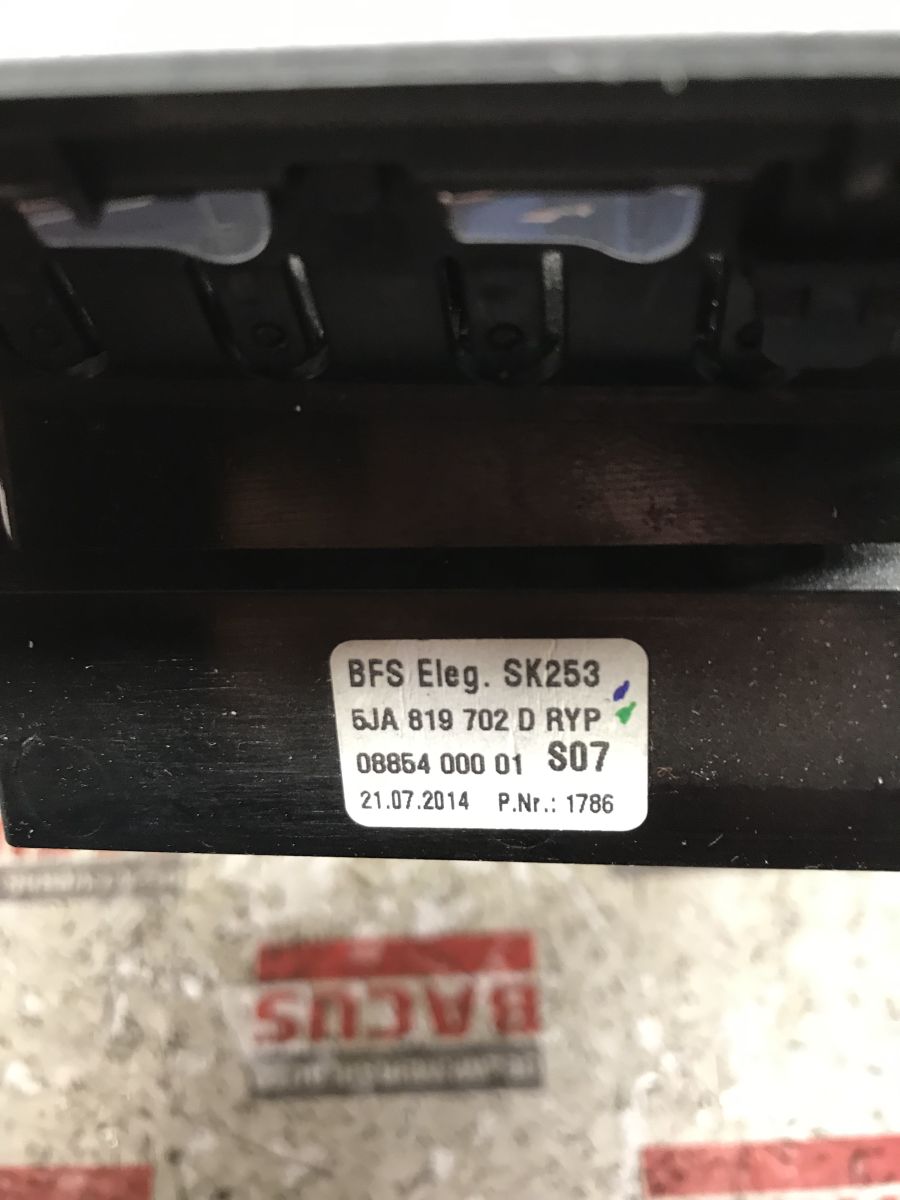 BFS Eleg. SK253
5JA 819 702 D RYP
08854 000 01 S07
21.07.2014 P.Nr.: 1786
BACUS